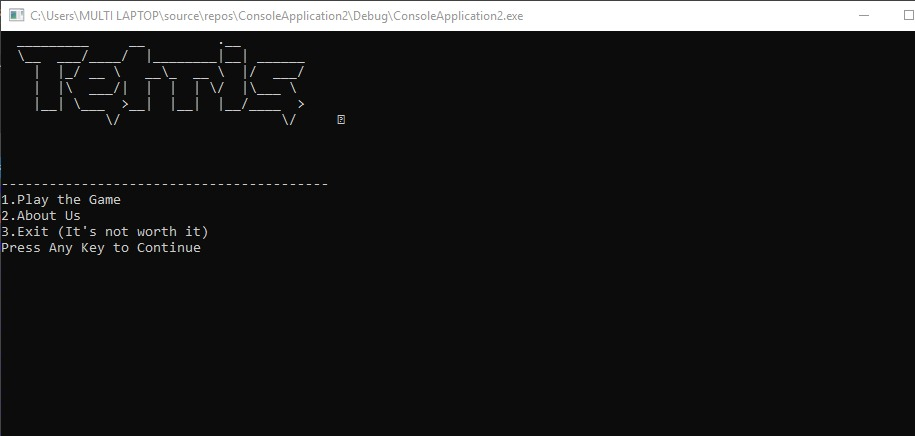 C:\Users\MULTI LAPTOP\source\repos\ConsoleApplication2\Debug\ConsoleApplication2.exe
Tetris
----------------------------------------
1.Play the Game
2.About Us
3.Exit (It's not worth it)
Press Any Key to Continue